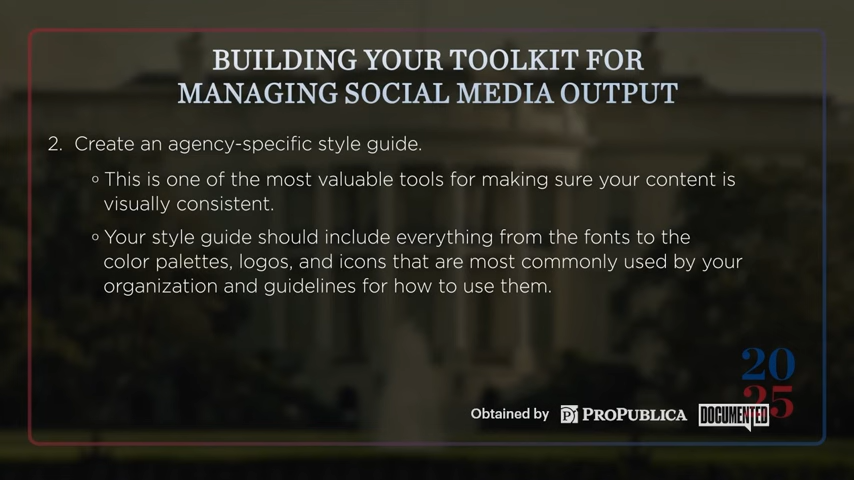 BUILDING YOUR TOOLKIT FOR
MANAGING SOCIAL MEDIA OUTPUT
2. Create an agency-specific style guide.
This is one of the most valuable tools for making sure your content is
visually consistent.
Your style guide should include everything from the fonts to the
color palettes, logos, and icons that are most commonly used by your
organization and guidelines for how to use them.
20
25
Obtained by PROPUBLICA DOCUMENTED